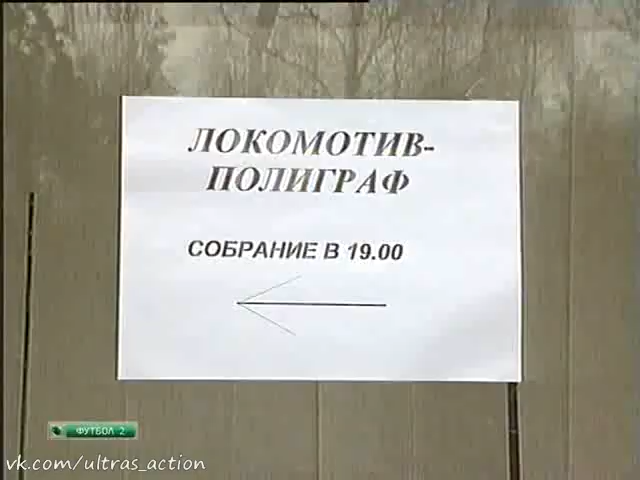 ЛОКОМОТИВ-
ПОЛИГРАФ
СОБРАНИЕ В 19.00
ФУТБОЛ 2
vk.com/ultras_action